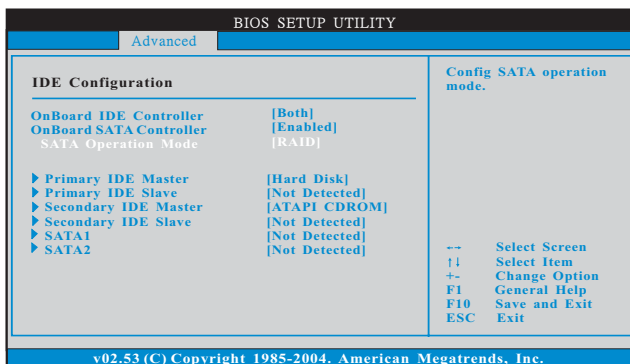 BIOS SETUP UTILITY
Advanced
IDE Configuration
OnBoard IDE Controller [Both]
OnBoard SATA Controller [Enabled]
SATA Operation Mode [RAID]
Primary IDE Master [Hard Disk]
Primary IDE Slave [Not Detected]
Secondary IDE Master [ATAPI CDROM]
Secondary IDE Slave [Not Detected]
SATA1 [Not Detected]
SATA2 [Not Detected]
Config SATA operation
mode.
←→ Select Screen
↑↓ Select Item
+- Change Option
F1 General Help
F10 Save and Exit
ESC Exit
v02.53 (C) Copyright 1985-2004. American Megatrends, Inc.